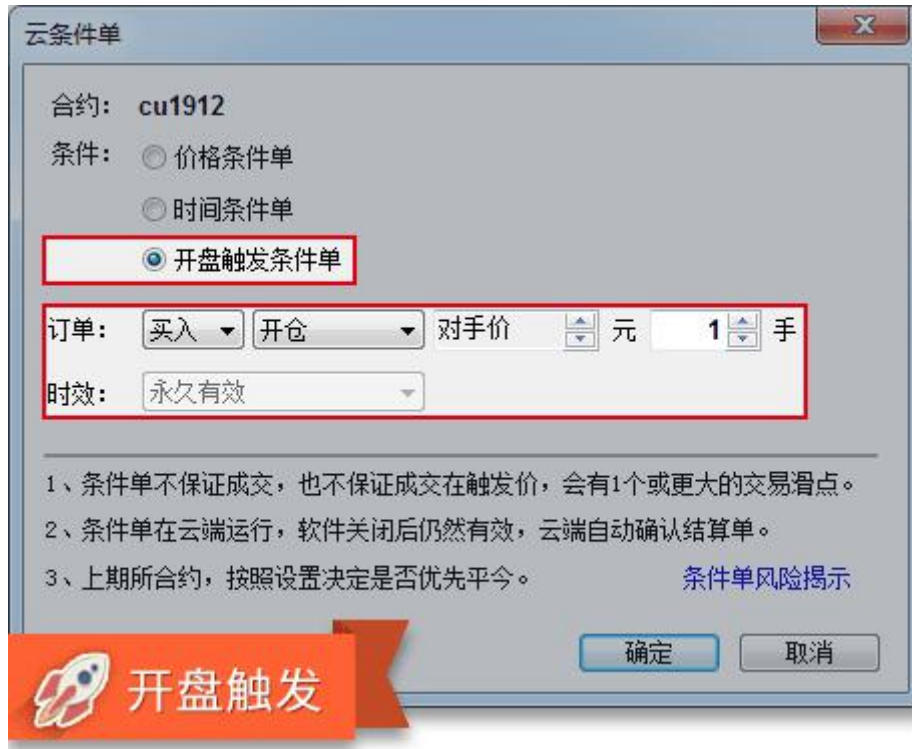 云条件单
合约： cu1912
条件： 价格条件单
时间条件单
开盘触发条件单
订单： 买入 开仓 对手价 元 1 手
时效： 永久有效
1、条件单不保证成交，也不保证成交在触发价，会有1个或更大的交易滑点。
2、条件单在云端运行，软件关闭后仍然有效，云端自动确认结算单。
3、上期所合约，按照设置决定是否优先平今。 条件单风险揭示
确定 取消
开盘触发